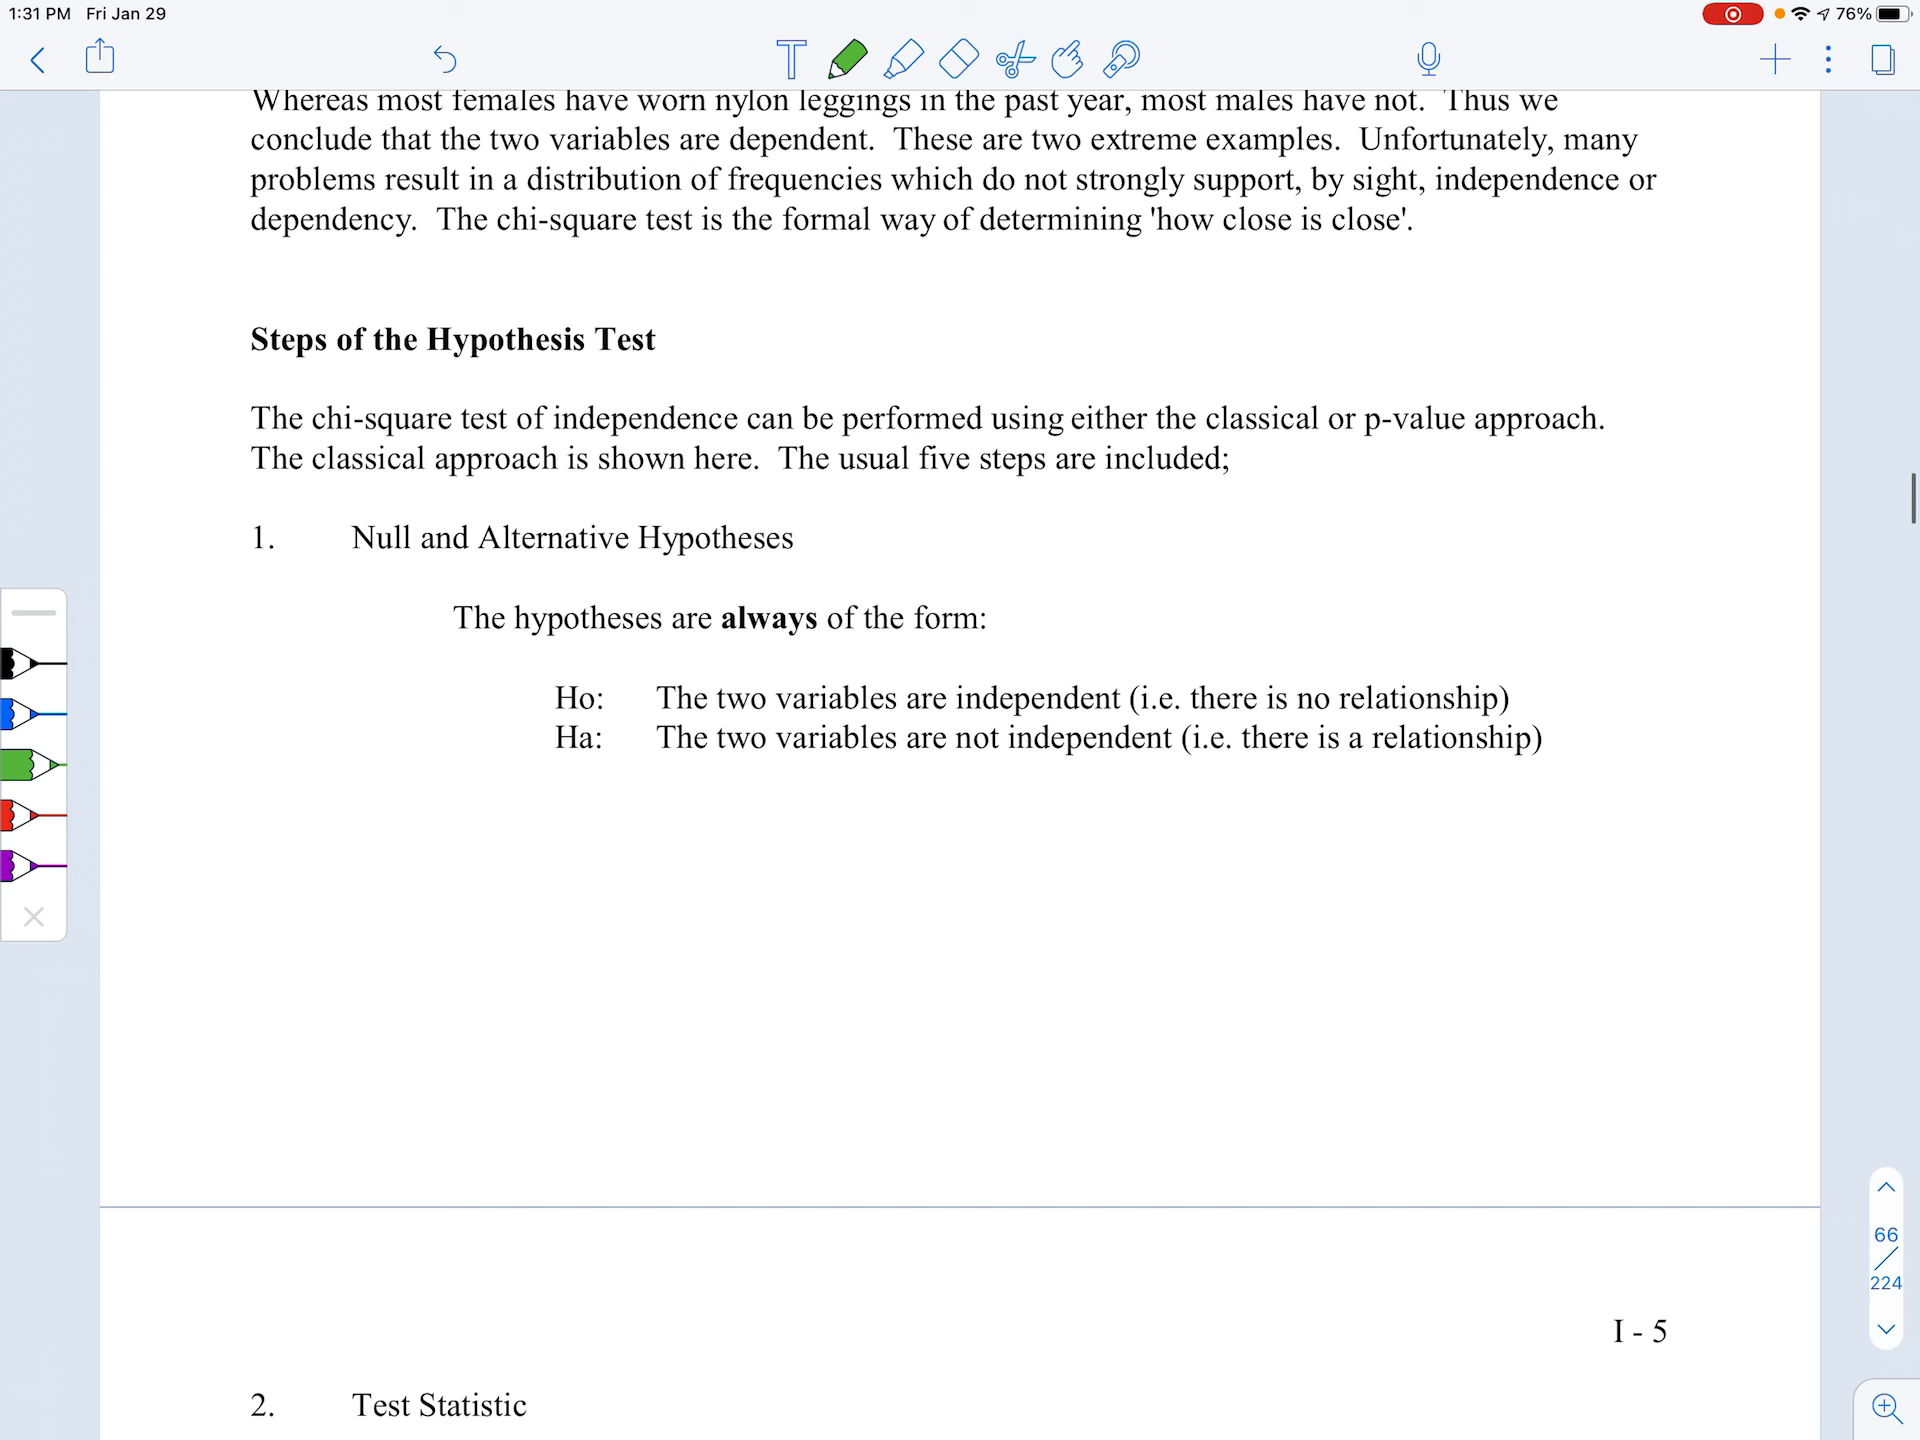 1:31 PM Fri Jan 29
76%
Whereas most females have worn nylon leggings in the past year, most males have not. Thus we
conclude that the two variables are dependent. These are two extreme examples. Unfortunately, many
problems result in a distribution of frequencies which do not strongly support, by sight, independence or
dependency. The chi-square test is the formal way of determining 'how close is close'.
Steps of the Hypothesis Test
The chi-square test of independence can be performed using either the classical or p-value approach.
The classical approach is shown here. The usual five steps are included;
1. Null and Alternative Hypotheses
The hypotheses are always of the form:
Ho: The two variables are independent (i.e. there is no relationship)
Ha: The two variables are not independent (i.e. there is a relationship)
66
224
I - 5
2. Test Statistic